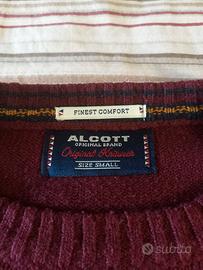 FINEST COMFORT
ALCOTT
ORIGINAL BRAND
Original Knitwear
SIZE SMALL
subito